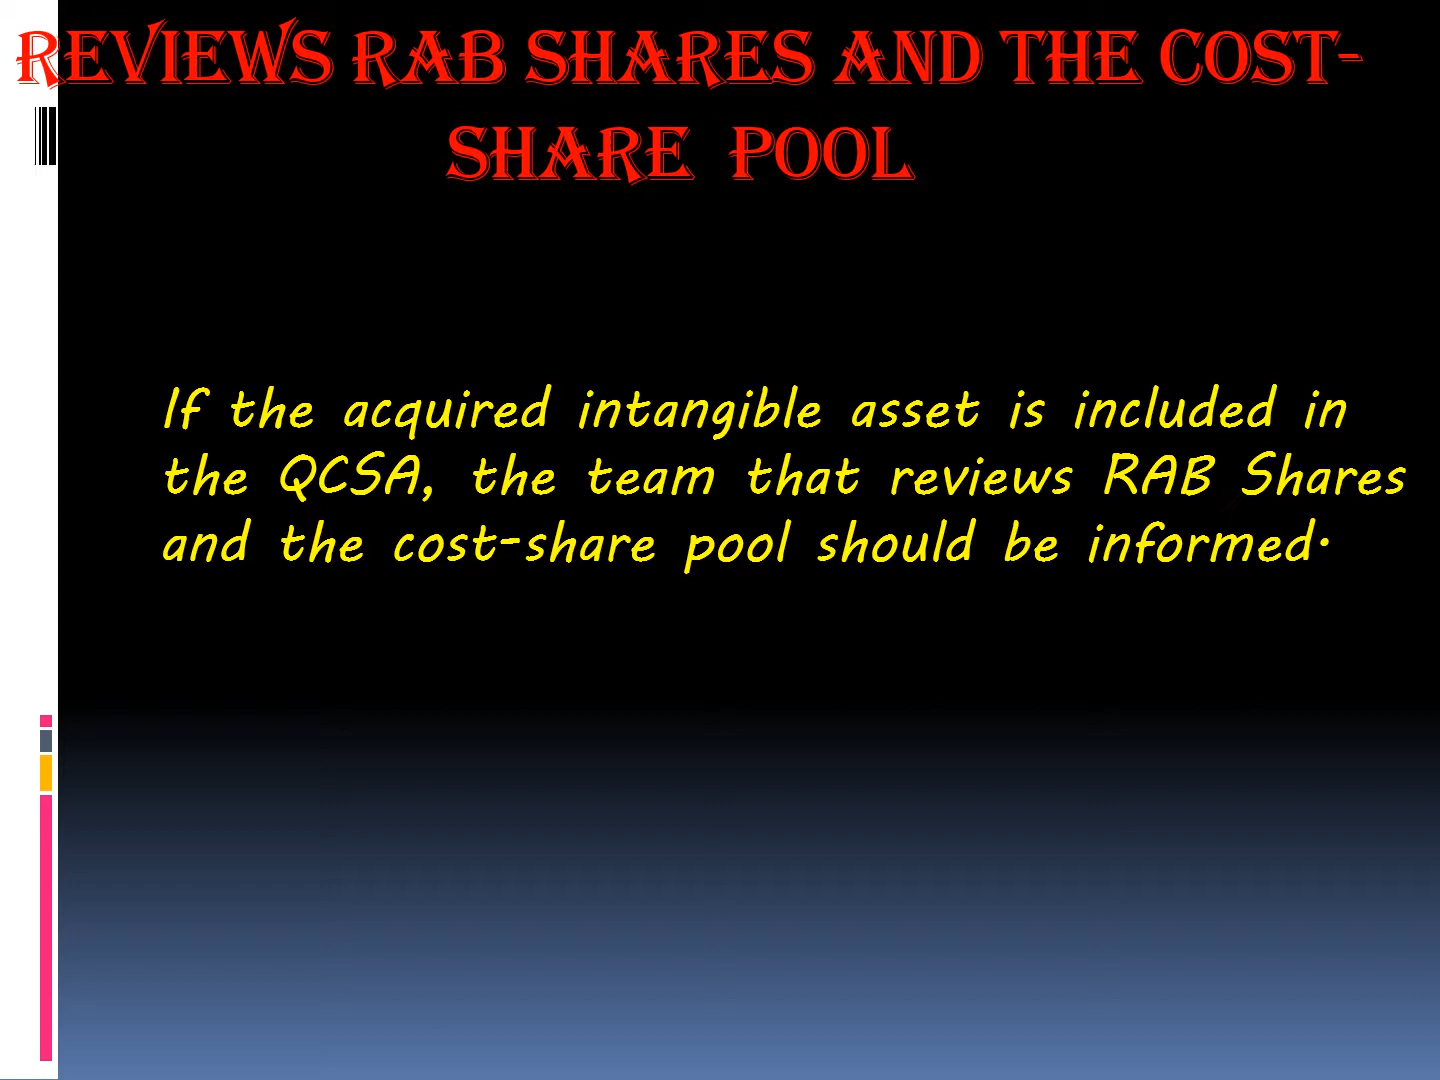 REVIEWS RAB SHARES AND THE COST-
SHARE POOL
If the acquired intangible asset is included in
the QCSA, the team that reviews RAB Shares
and the cost-share pool should be informed.